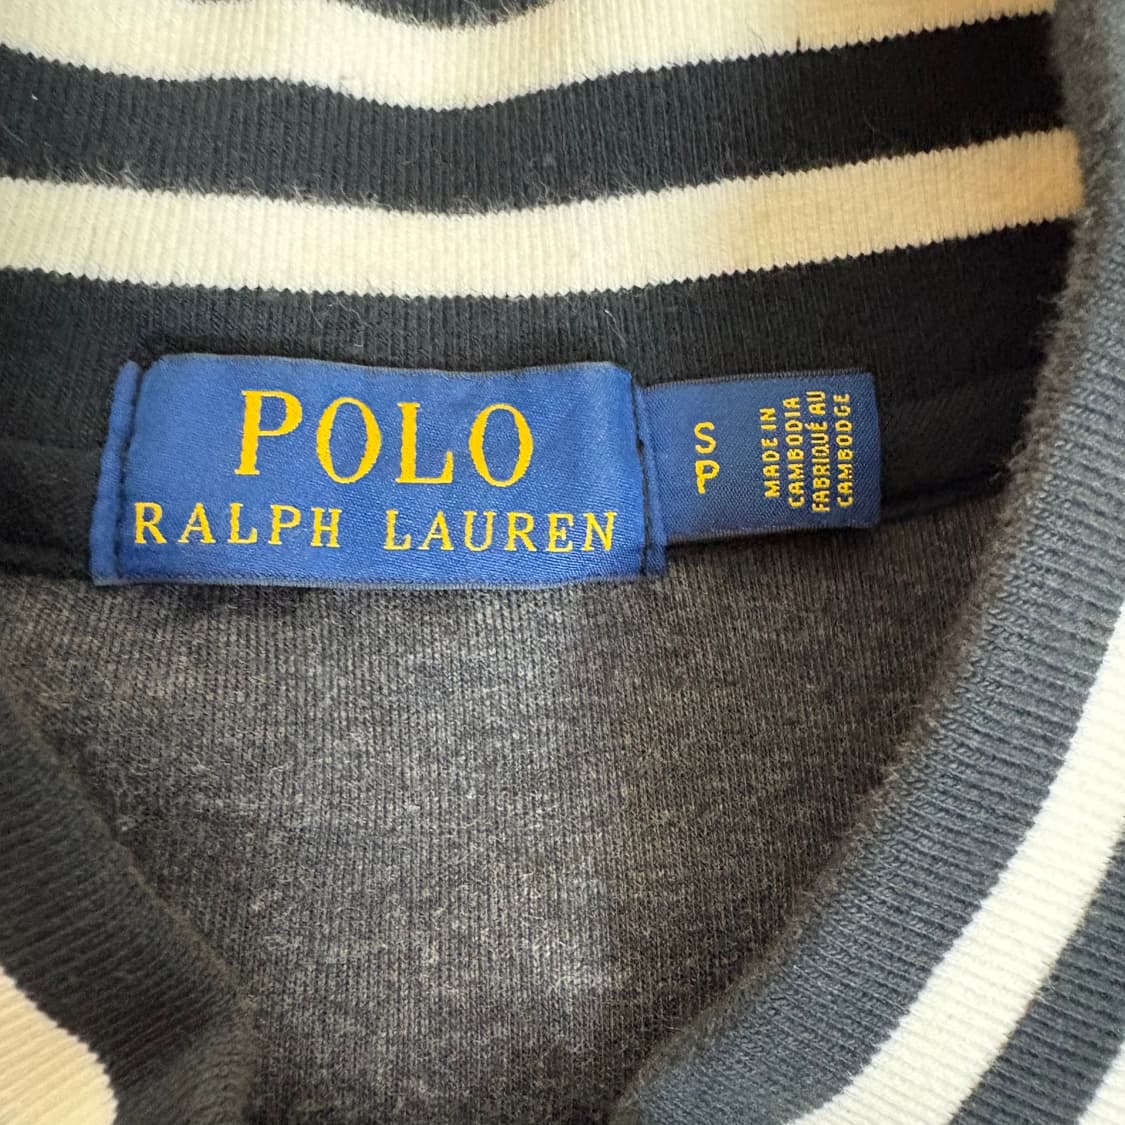 POLO
RALPH LAUREN
S
P
MADE IN
CAMBODIA
FABRIQUÉ AU
CAMBODGE